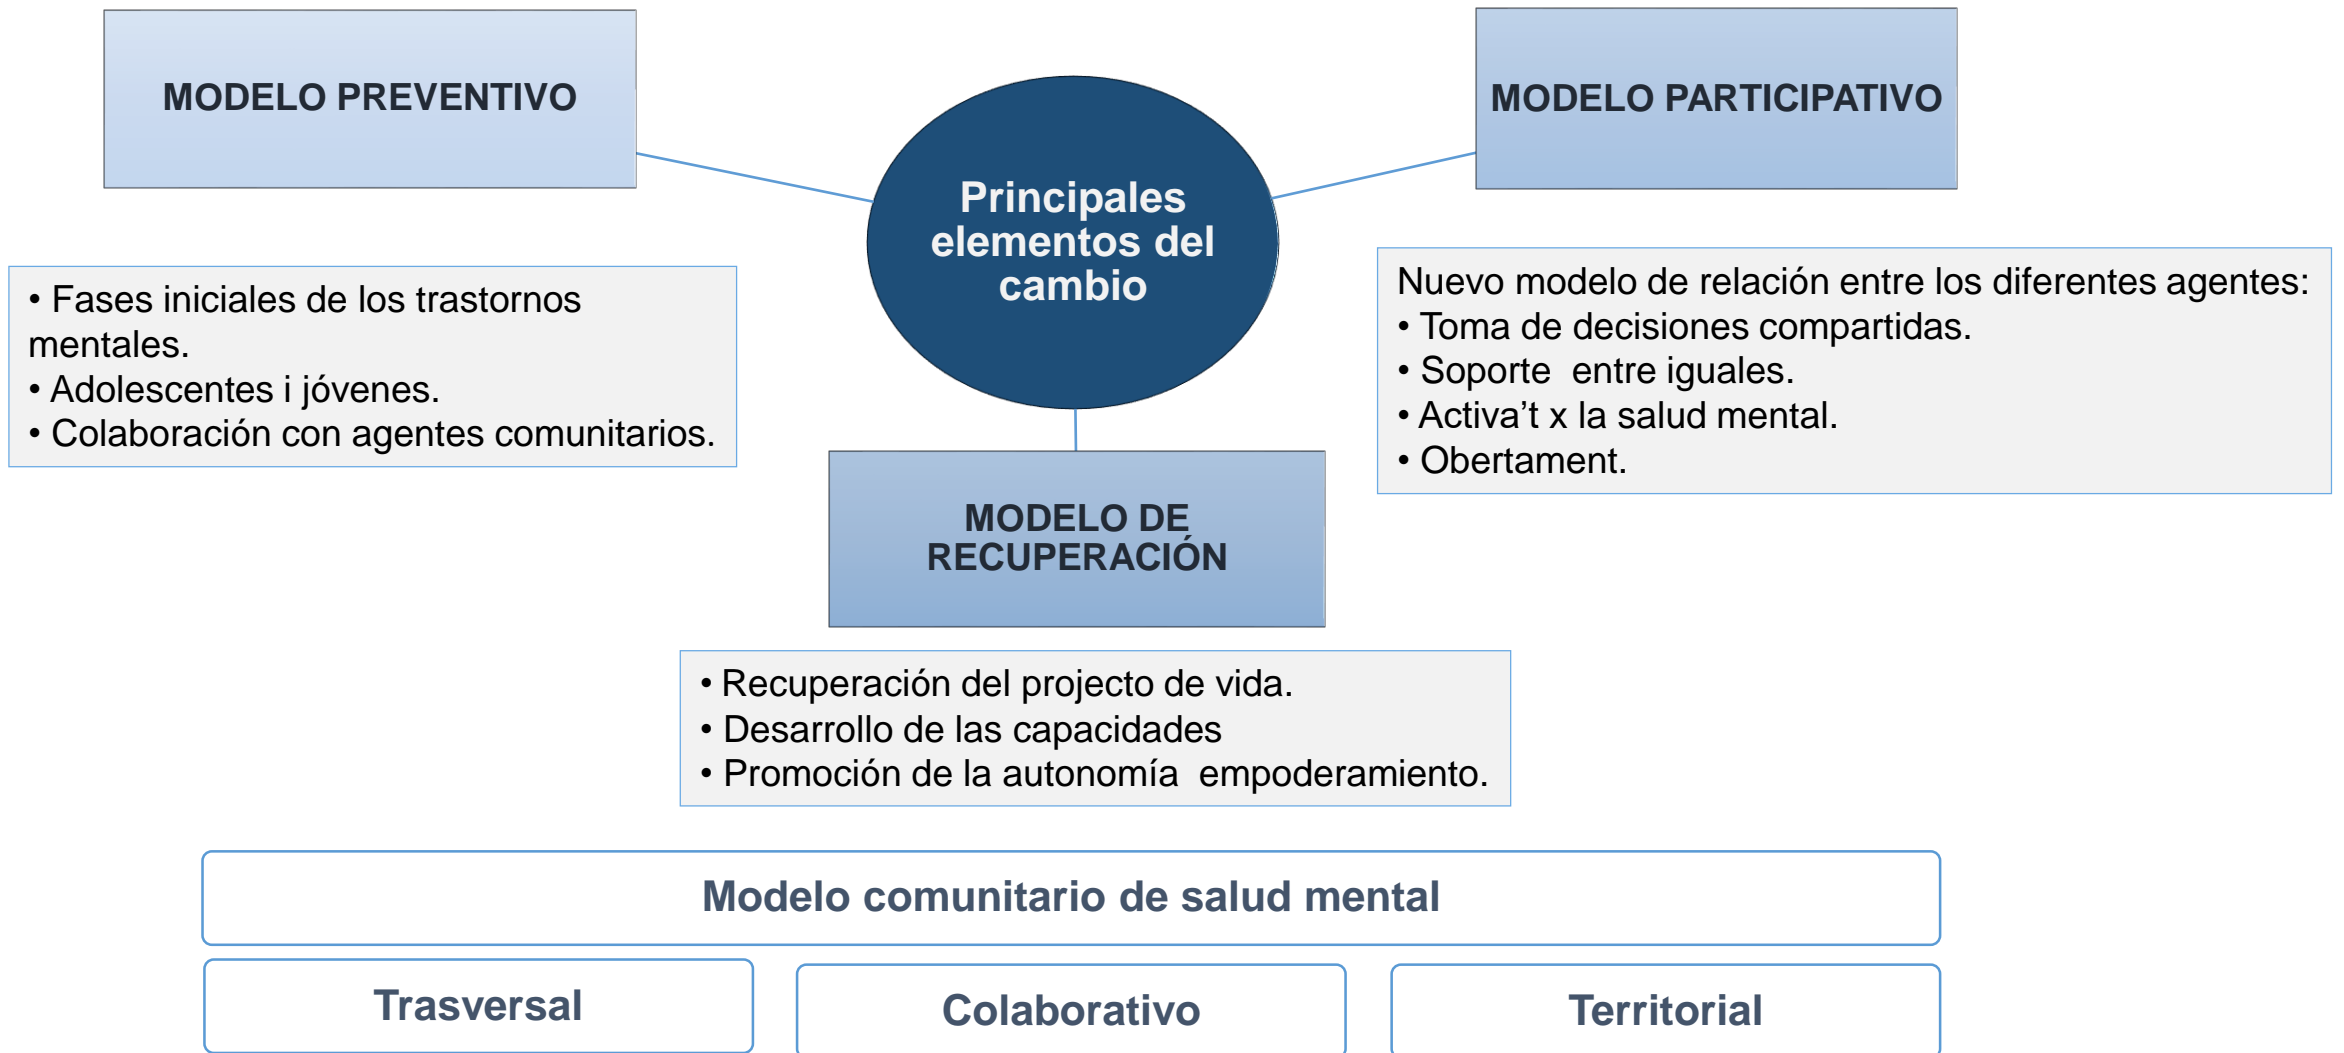 MODELO PREVENTIVO
• Fases iniciales de los trastornos
mentales.
• Adolescentes i jóvenes.
• Colaboración con agentes comunitarios.
Principales
elementos del
cambio
MODELO PARTICIPATIVO
Nuevo modelo de relación entre los diferentes agentes:
• Toma de decisiones compartidas.
• Soporte  entre iguales.
• Activa’t x la salud mental.
• Obertament.
MODELO DE
RECUPERACIÓN
• Recuperación del projecto de vida.
• Desarrollo de las capacidades
• Promoción de la autonomía  empoderamiento.
Modelo comunitario de salud mental
Trasversal
Colaborativo
Territorial